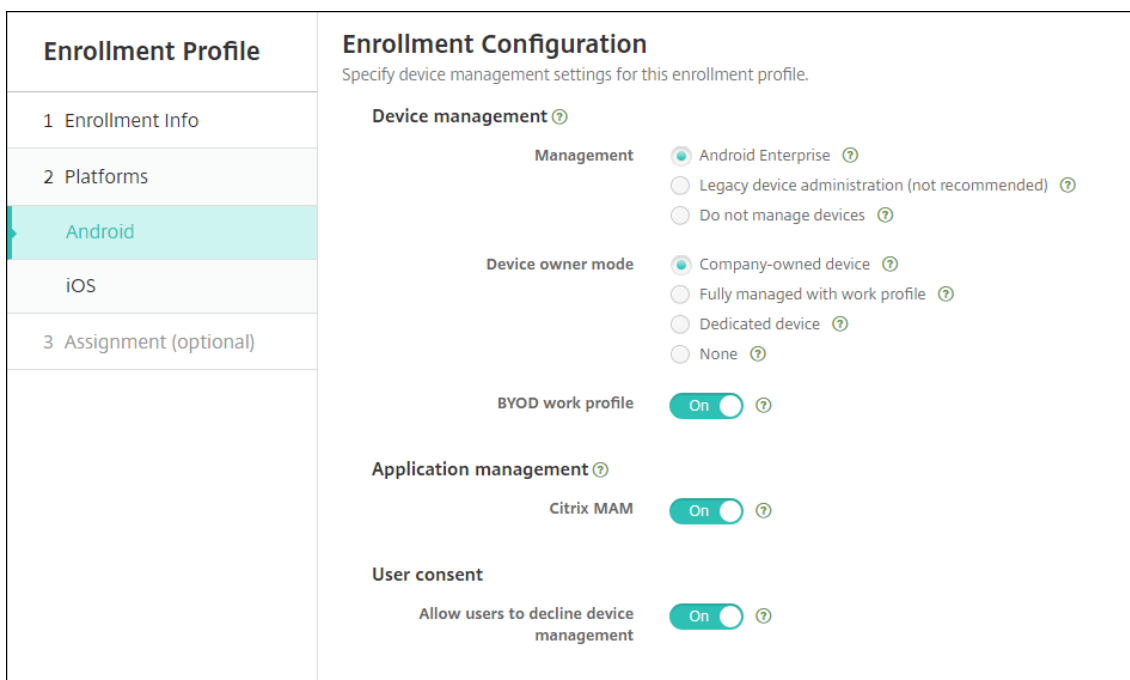 Enrollment Profile
1 Enrollment Info
2 Platforms
Android
iOS
3 Assignment (optional)
Enrollment Configuration
Specify device management settings for this enrollment profile.
Device management ?
Management
Android Enterprise ?
Legacy device administration (not recommended) ?
Do not manage devices ?
Device owner mode
Company-owned device ?
Fully managed with work profile ?
Dedicated device ?
None ?
BYOD work profile
On ?
Application management ?
Citrix MAM
On ?
User consent
Allow users to decline device
management
On ?